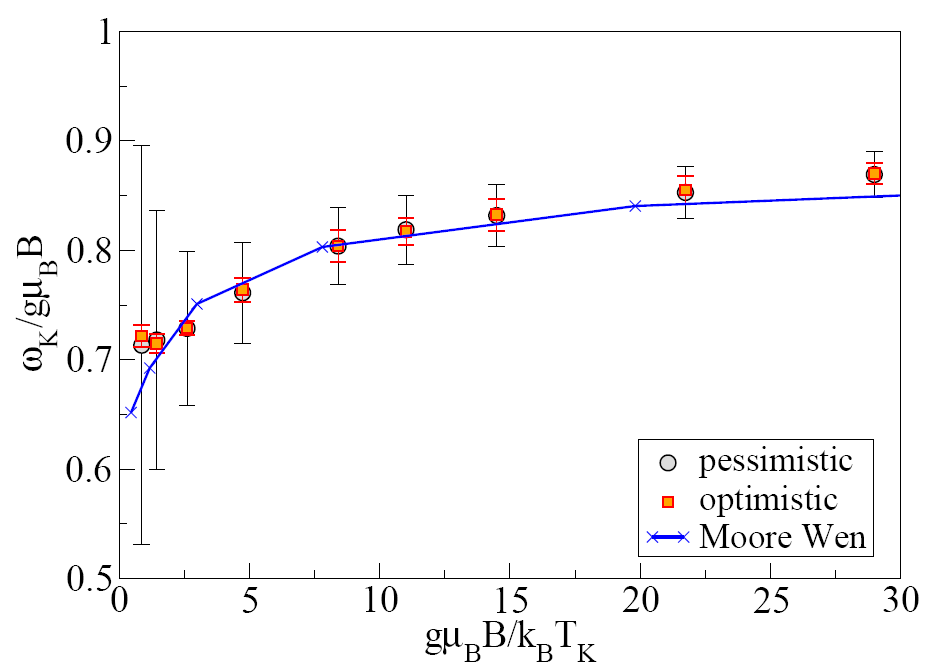 1
0.9
0.8
0.7
0.6
0.5
ω_K/gμ_BB
0 5 10 15 20 25 30
gμ_BB/k_BT_K
pessimistic
optimistic
Moore Wen